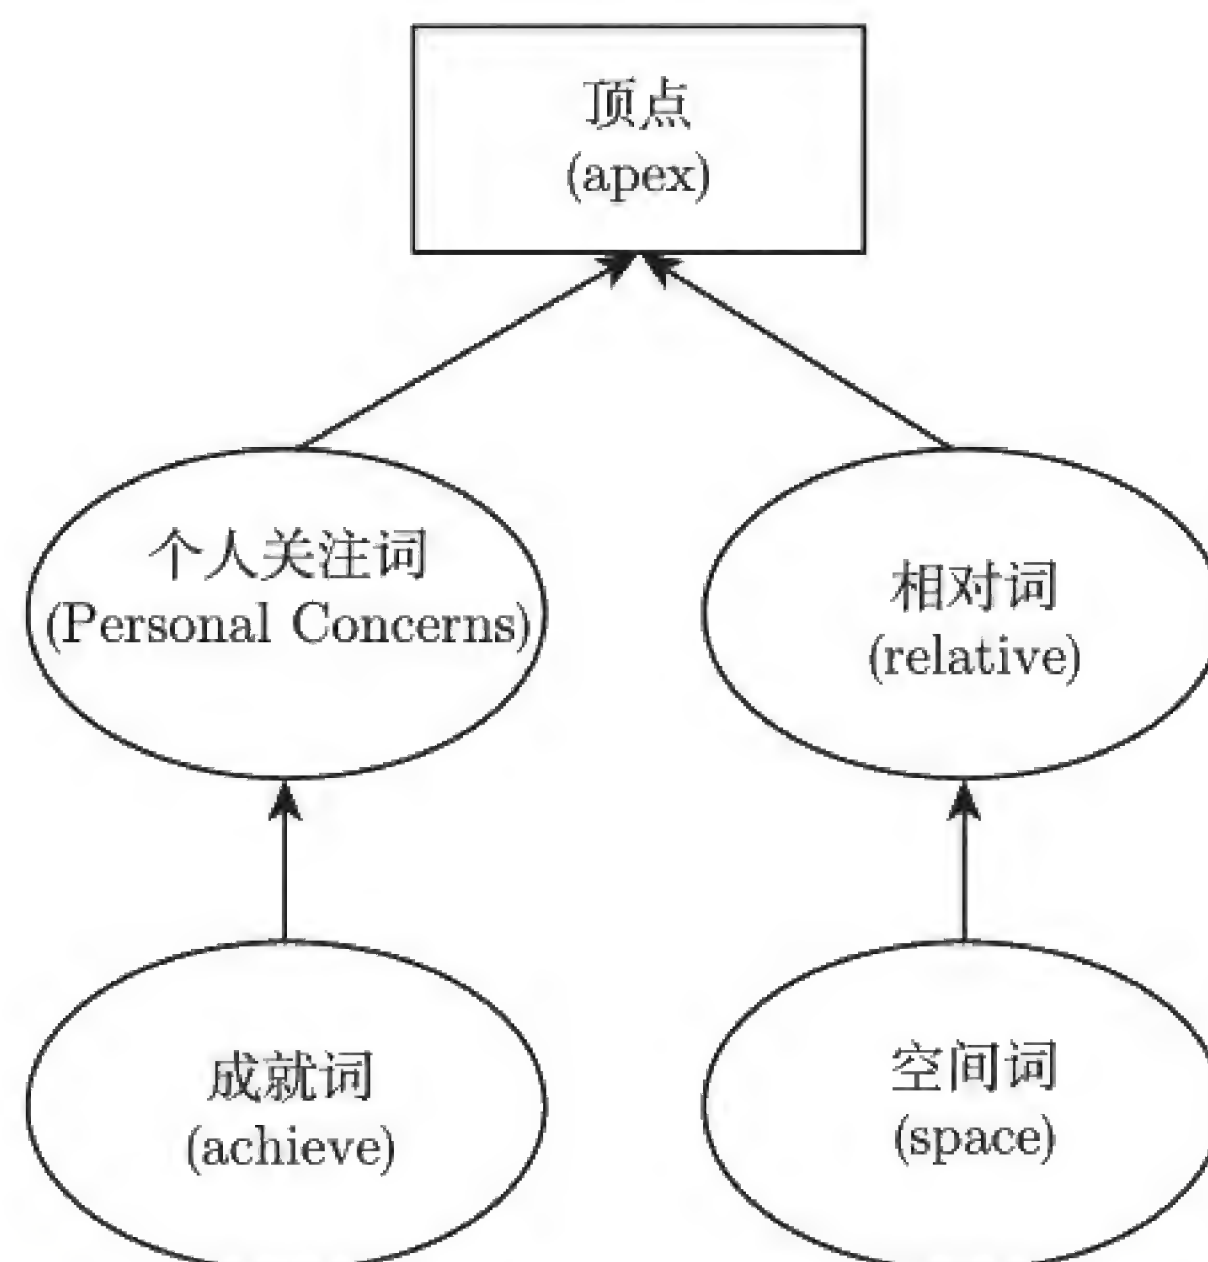 顶点
(apex)
个人关注词
(Personal Concerns)
相对词
(relative)
成就词
(achieve)
空间词
(space)